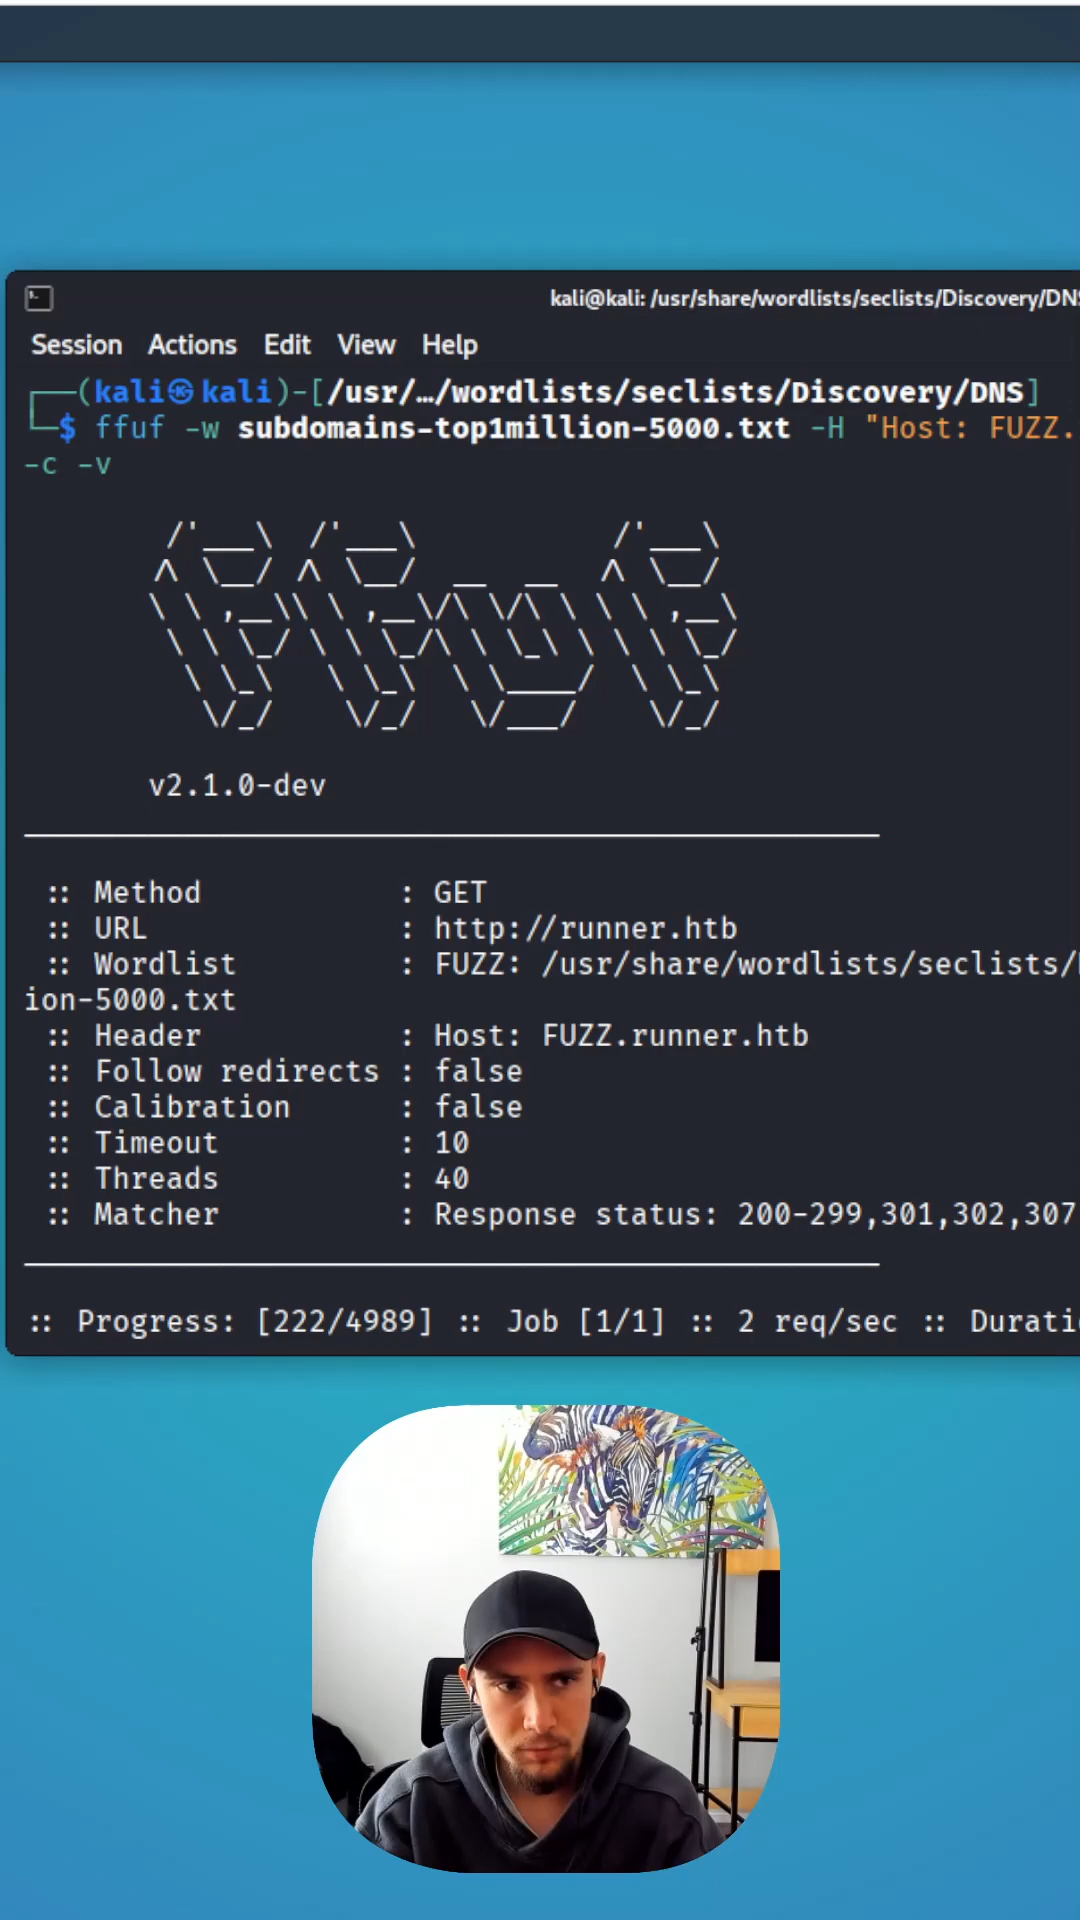 kali@kali: /usr/share/wordlists/seclists/Discovery/DNS
Session Actions Edit View Help
┌──(kali㉿kali)-[/usr/…/wordlists/seclists/Discovery/DNS]
└─$ ffuf -w subdomains-top1million-5000.txt -H "Host: FUZZ.
-c -v
v2.1.0-dev
:: Method : GET
:: URL : http://runner.htb
:: Wordlist : FUZZ: /usr/share/wordlists/seclists/
ion-5000.txt
:: Header : Host: FUZZ.runner.htb
:: Follow redirects : false
:: Calibration : false
:: Timeout : 10
:: Threads : 40
:: Matcher : Response status: 200-299,301,302,307
:: Progress: [222/4989] :: Job [1/1] :: 2 req/sec :: Durati